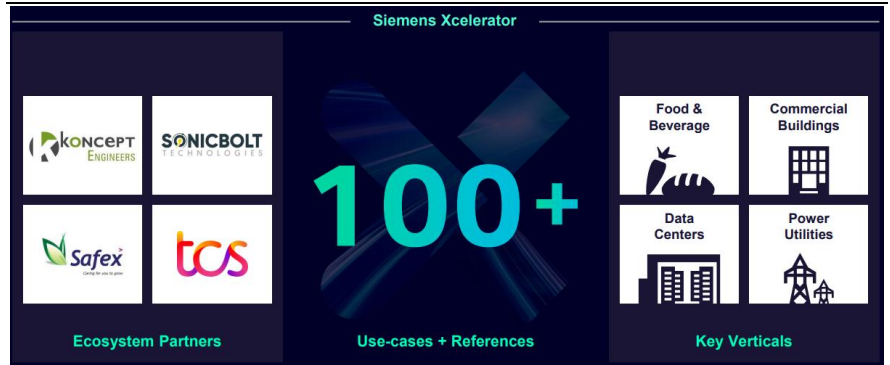 Siemens Xcelerator
KONCEPT
ENGINEERS
SONICBOLT
TECHNOLOGIES
Safex
Caring for you to grow
tcs
Ecosystem Partners
100+
Use-cases + References
Food &
Beverage
Commercial
Buildings
Data
Centers
Power
Utilities
Key Verticals